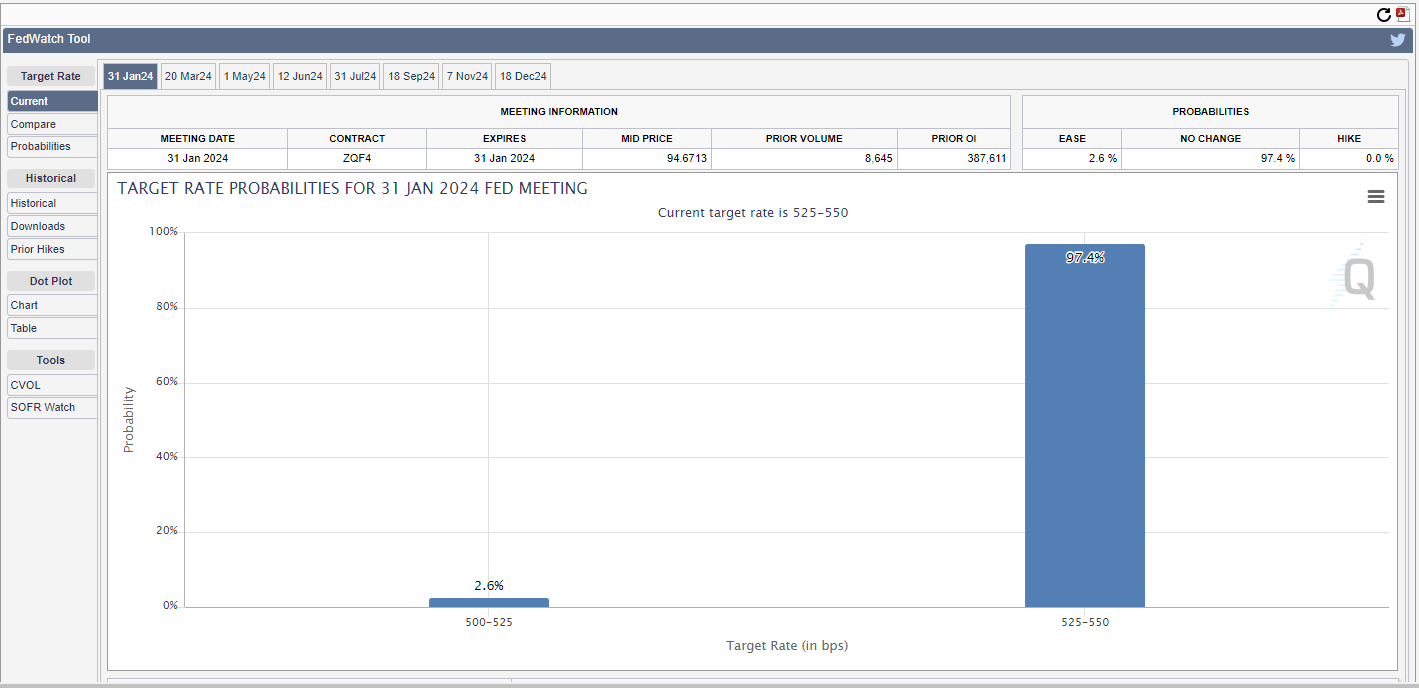 FedWatch Tool
Target Rate
Current
Compare
Probabilities
Historical
Historical
Downloads
Prior Hikes
Dot Plot
Chart
Table
Tools
CVOL
SOFR Watch
31 Jan24 20 Mar24 1 May24 12 Jun24 31 Jul24 18 Sep24 7 Nov24 18 Dec24
MEETING INFORMATION
MEETING DATE CONTRACT EXPIRES MID PRICE PRIOR VOLUME PRIOR OI
31 Jan 2024 ZQF4 31 Jan 2024 94.6713 8,645 387,611
PROBABILITIES
EASE NO CHANGE HIKE
2.6 % 97.4 % 0.0 %
TARGET RATE PROBABILITIES FOR 31 JAN 2024 FED MEETING
Current target rate is 525-550
Probability
100%
80%
60%
40%
20%
0%
2.6%
97.4%
500-525 525-550
Target Rate (in bps)
Q